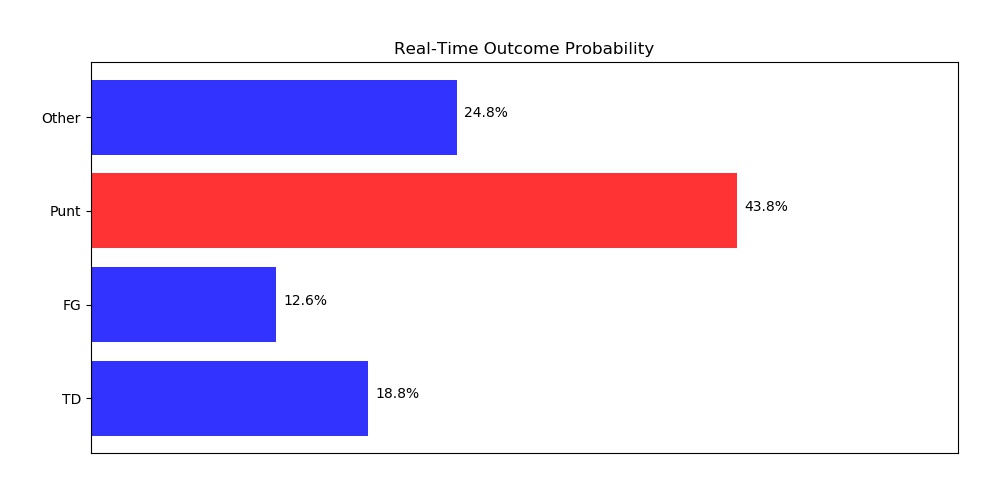 Real-Time Outcome Probability
Other
24.8%
Punt
43.8%
FG
12.6%
TD
18.8%